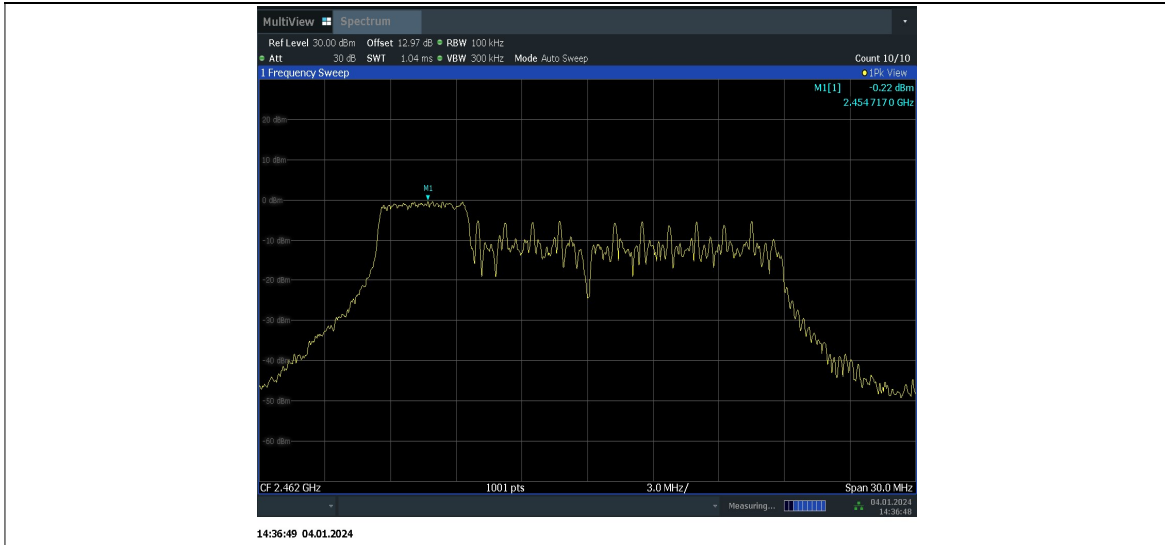 MultiView Spectrum
Ref Level 30.00 dBm Offset 12.97 dB RBW 100 kHz
Att 30 dB SWT 1.04 ms VBW 300 kHz Mode Auto Sweep Count 10/10
1 Frequency Sweep 1Pk View
M1[1] -0.22 dBm
2.4547170 GHz
20 dBm
10 dBm
M1
0 dBm
-10 dBm
-20 dBm
-30 dBm
-40 dBm
-50 dBm
-60 dBm
CF 2.462 GHz 1001 pts 3.0 MHz/ Span 30.0 MHz
Measuring... 04.01.2024
14:36:48
14:36:49 04.01.2024